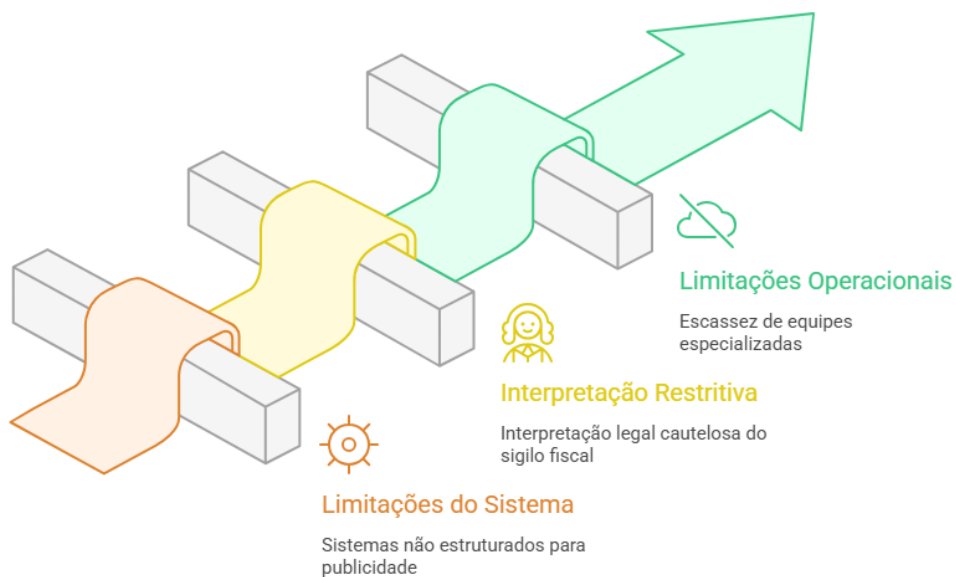 Limitações Operacionais
Escassez de equipes
especializadas
Interpretação Restritiva
Interpretação legal cautelosa do
sigilo fiscal
Limitações do Sistema
Sistemas não estruturados para
publicidade